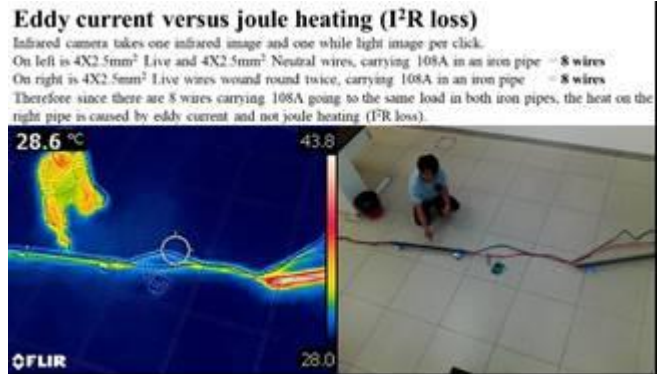 Eddy current versus joule heating (I²R loss)
Infrared camera takes one infrared image and one while light image per click.
On left is 4X2.5mm² Live and 4X2.5mm² Neutral wires, carrying 108A in an iron pipe = 8 wires
On right is 4X2.5mm² Live wires wound round twice, carrying 108A in an iron pipe = 8 wires
Therefore since there are 8 wires carrying 108A going to the same load in both iron pipes, the heat on the
right pipe is caused by eddy current and not joule heating (I²R loss).
28.6 °C
43.8
28.0
FLIR